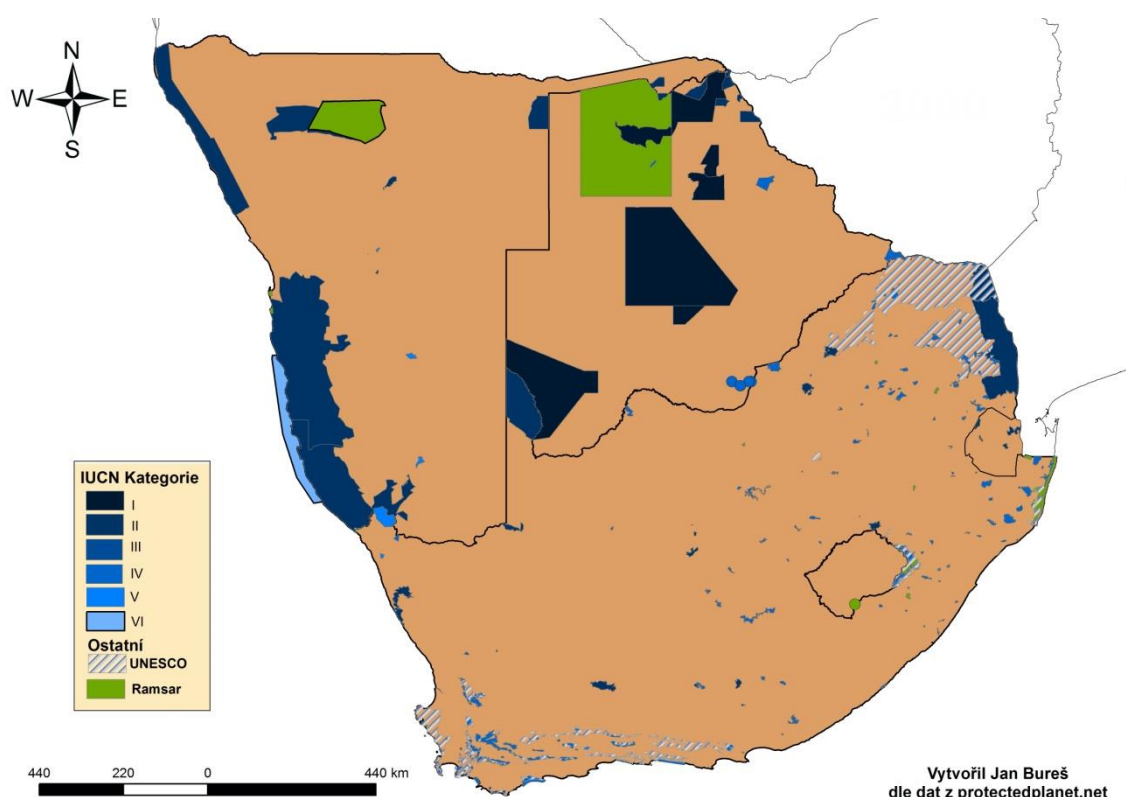 N
W
E
S
IUCN Kategorie
I
II
III
IV
V
VI
Ostatní
UNESCO
Ramsar
440
220
0
440 km
Vytvořil Jan Bureš
dle dat z protectedplanet.net